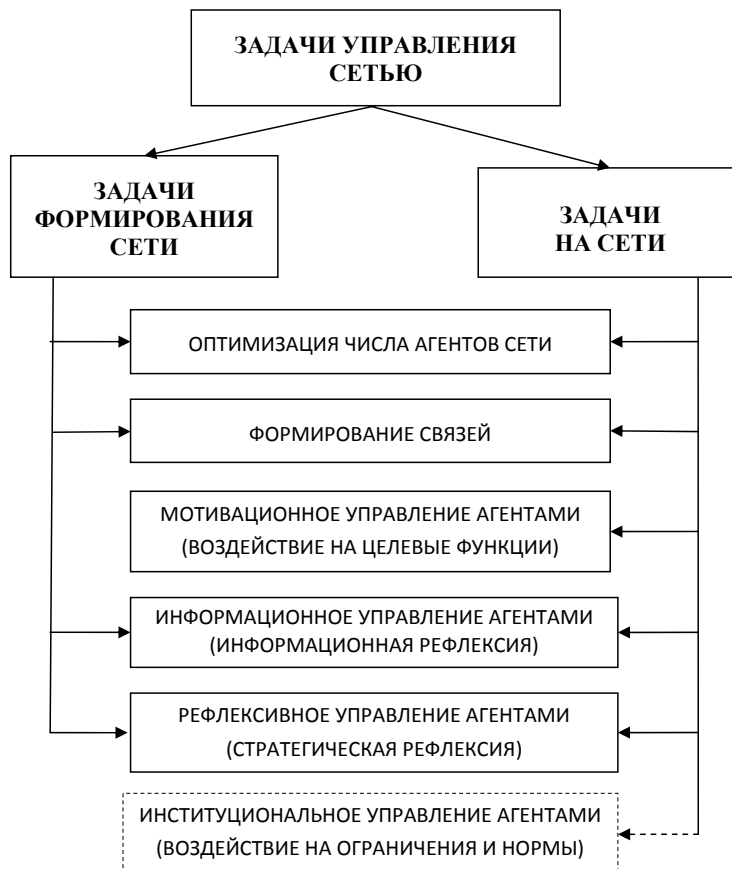 ЗАДАЧИ УПРАВЛЕНИЯ
СЕТЬЮ
ЗАДАЧИ
ФОРМИРОВАНИЯ
СЕТИ
ЗАДАЧИ
НА СЕТИ
ОПТИМИЗАЦИЯ ЧИСЛА АГЕНТОВ СЕТИ
ФОРМИРОВАНИЕ СВЯЗЕЙ
МОТИВАЦИОННОЕ УПРАВЛЕНИЕ АГЕНТАМИ
(ВОЗДЕЙСТВИЕ НА ЦЕЛЕВЫЕ ФУНКЦИИ)
ИНФОРМАЦИОННОЕ УПРАВЛЕНИЕ АГЕНТАМИ
(ИНФОРМАЦИОННАЯ РЕФЛЕКСИЯ)
РЕФЛЕКСИВНОЕ УПРАВЛЕНИЕ АГЕНТАМИ
(СТРАТЕГИЧЕСКАЯ РЕФЛЕКСИЯ)
ИНСТИТУЦИОНАЛЬНОЕ УПРАВЛЕНИЕ АГЕНТАМИ
(ВОЗДЕЙСТВИЕ НА ОГРАНИЧЕНИЯ И НОРМЫ)